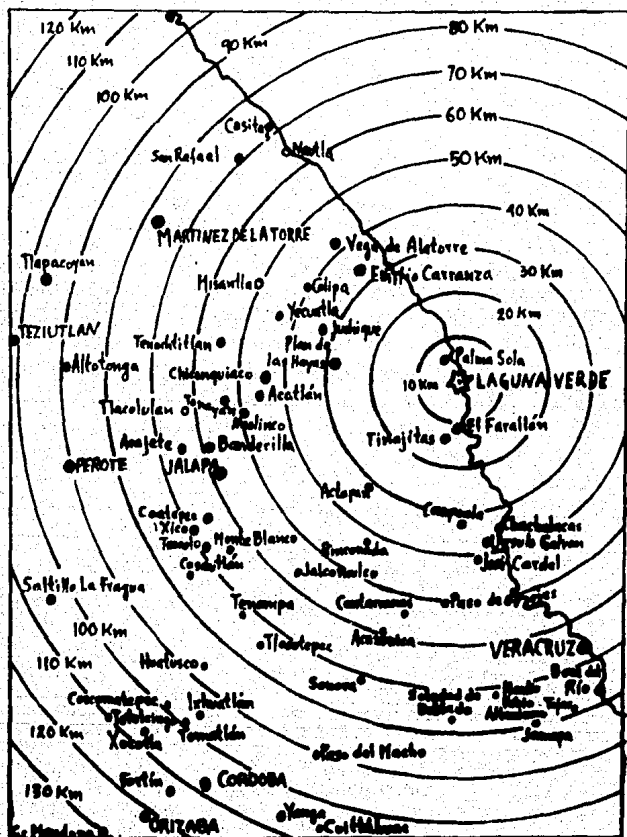 120 Km
110 Km
100 Km
90 Km
80 Km
70 Km
60 Km
50 Km
40 Km
30 Km
20 Km
10 Km
Casitas
Nautla
San Rafael
MARTINEZ DE LA TORRE
Vega de Alatorre
Emilio Carranza
Tlapacoyan
Misantla
Colipa
Yecuatla
Juchique
TEZIUTLAN
Tenochtitlan
Plan de
las Hayas
Palma Sola
LAGUNA VERDE
Altotonga
Chiconquiaco
Acatlán
Tlacolulan
Tonayán
Naolinco
El Farallón
Tinajitas
Banderilla
PEROTE
JALAPA
Actopan
Coatepec
Xico
Teocelo
Monte Blanco
Cosautlán
Rinconada
Jalcomulco
Chachalacas
Ursulo Galvan
José Cardel
Saltillo La Fragua
Tenampa
Tlacotepec
VERACRUZ
Boca del
Río
100 Km
110 Km
120 Km
130 Km
Huatusco
Soledad de
Doblado
Jamapa
Coscomatepec
Ixhuatlán
Tomatlán
Paso del Macho
Fortín
CORDOBA
ORIZABA
Yanga
Cuitláhuac